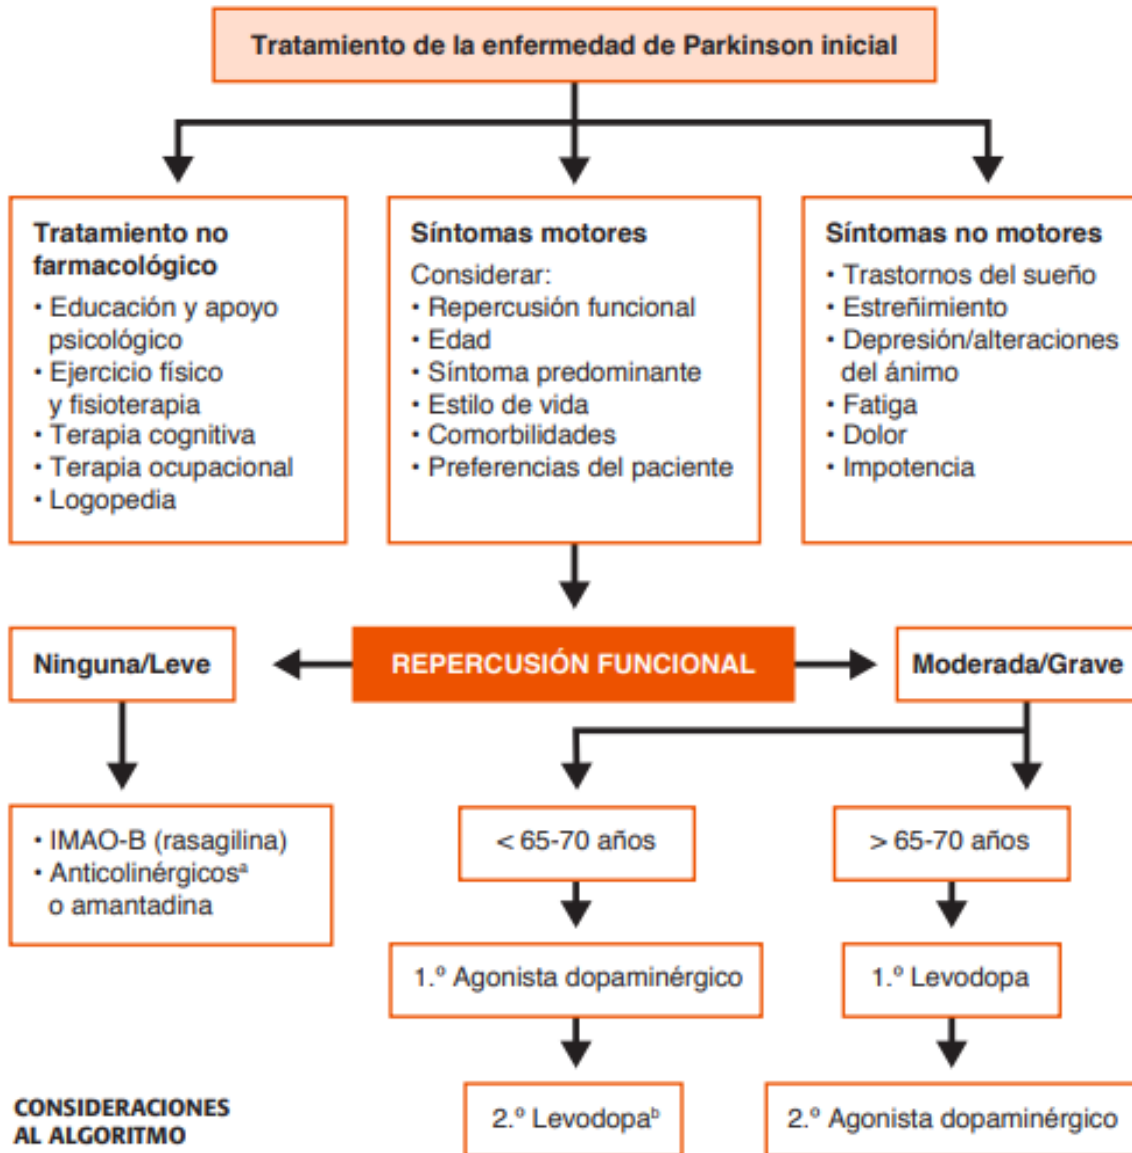 Tratamiento de la enfermedad de Parkinson inicial
Tratamiento no
farmacológico
• Educación y apoyo
psicológico
• Ejercicio físico
y fisioterapia
• Terapia cognitiva
• Terapia ocupacional
• Logopedia
Síntomas motores
Considerar:
• Repercusión funcional
• Edad
• Síntoma predominante
• Estilo de vida
• Comorbilidades
• Preferencias del paciente
Síntomas no motores
• Trastornos del sueño
• Estreñimiento
• Depresión/alteraciones
del ánimo
• Fatiga
• Dolor
• Impotencia
Ninguna/Leve
REPERCUSIÓN FUNCIONAL
Moderada/Grave
• IMAO-B (rasagilina)
• Anticolinérgicosª
o amantadina
< 65-70 años
> 65-70 años
1.º Agonista dopaminérgico
1.º Levodopa
2.º Levodopaᵇ
2.º Agonista dopaminérgico
CONSIDERACIONES
AL ALGORITMO